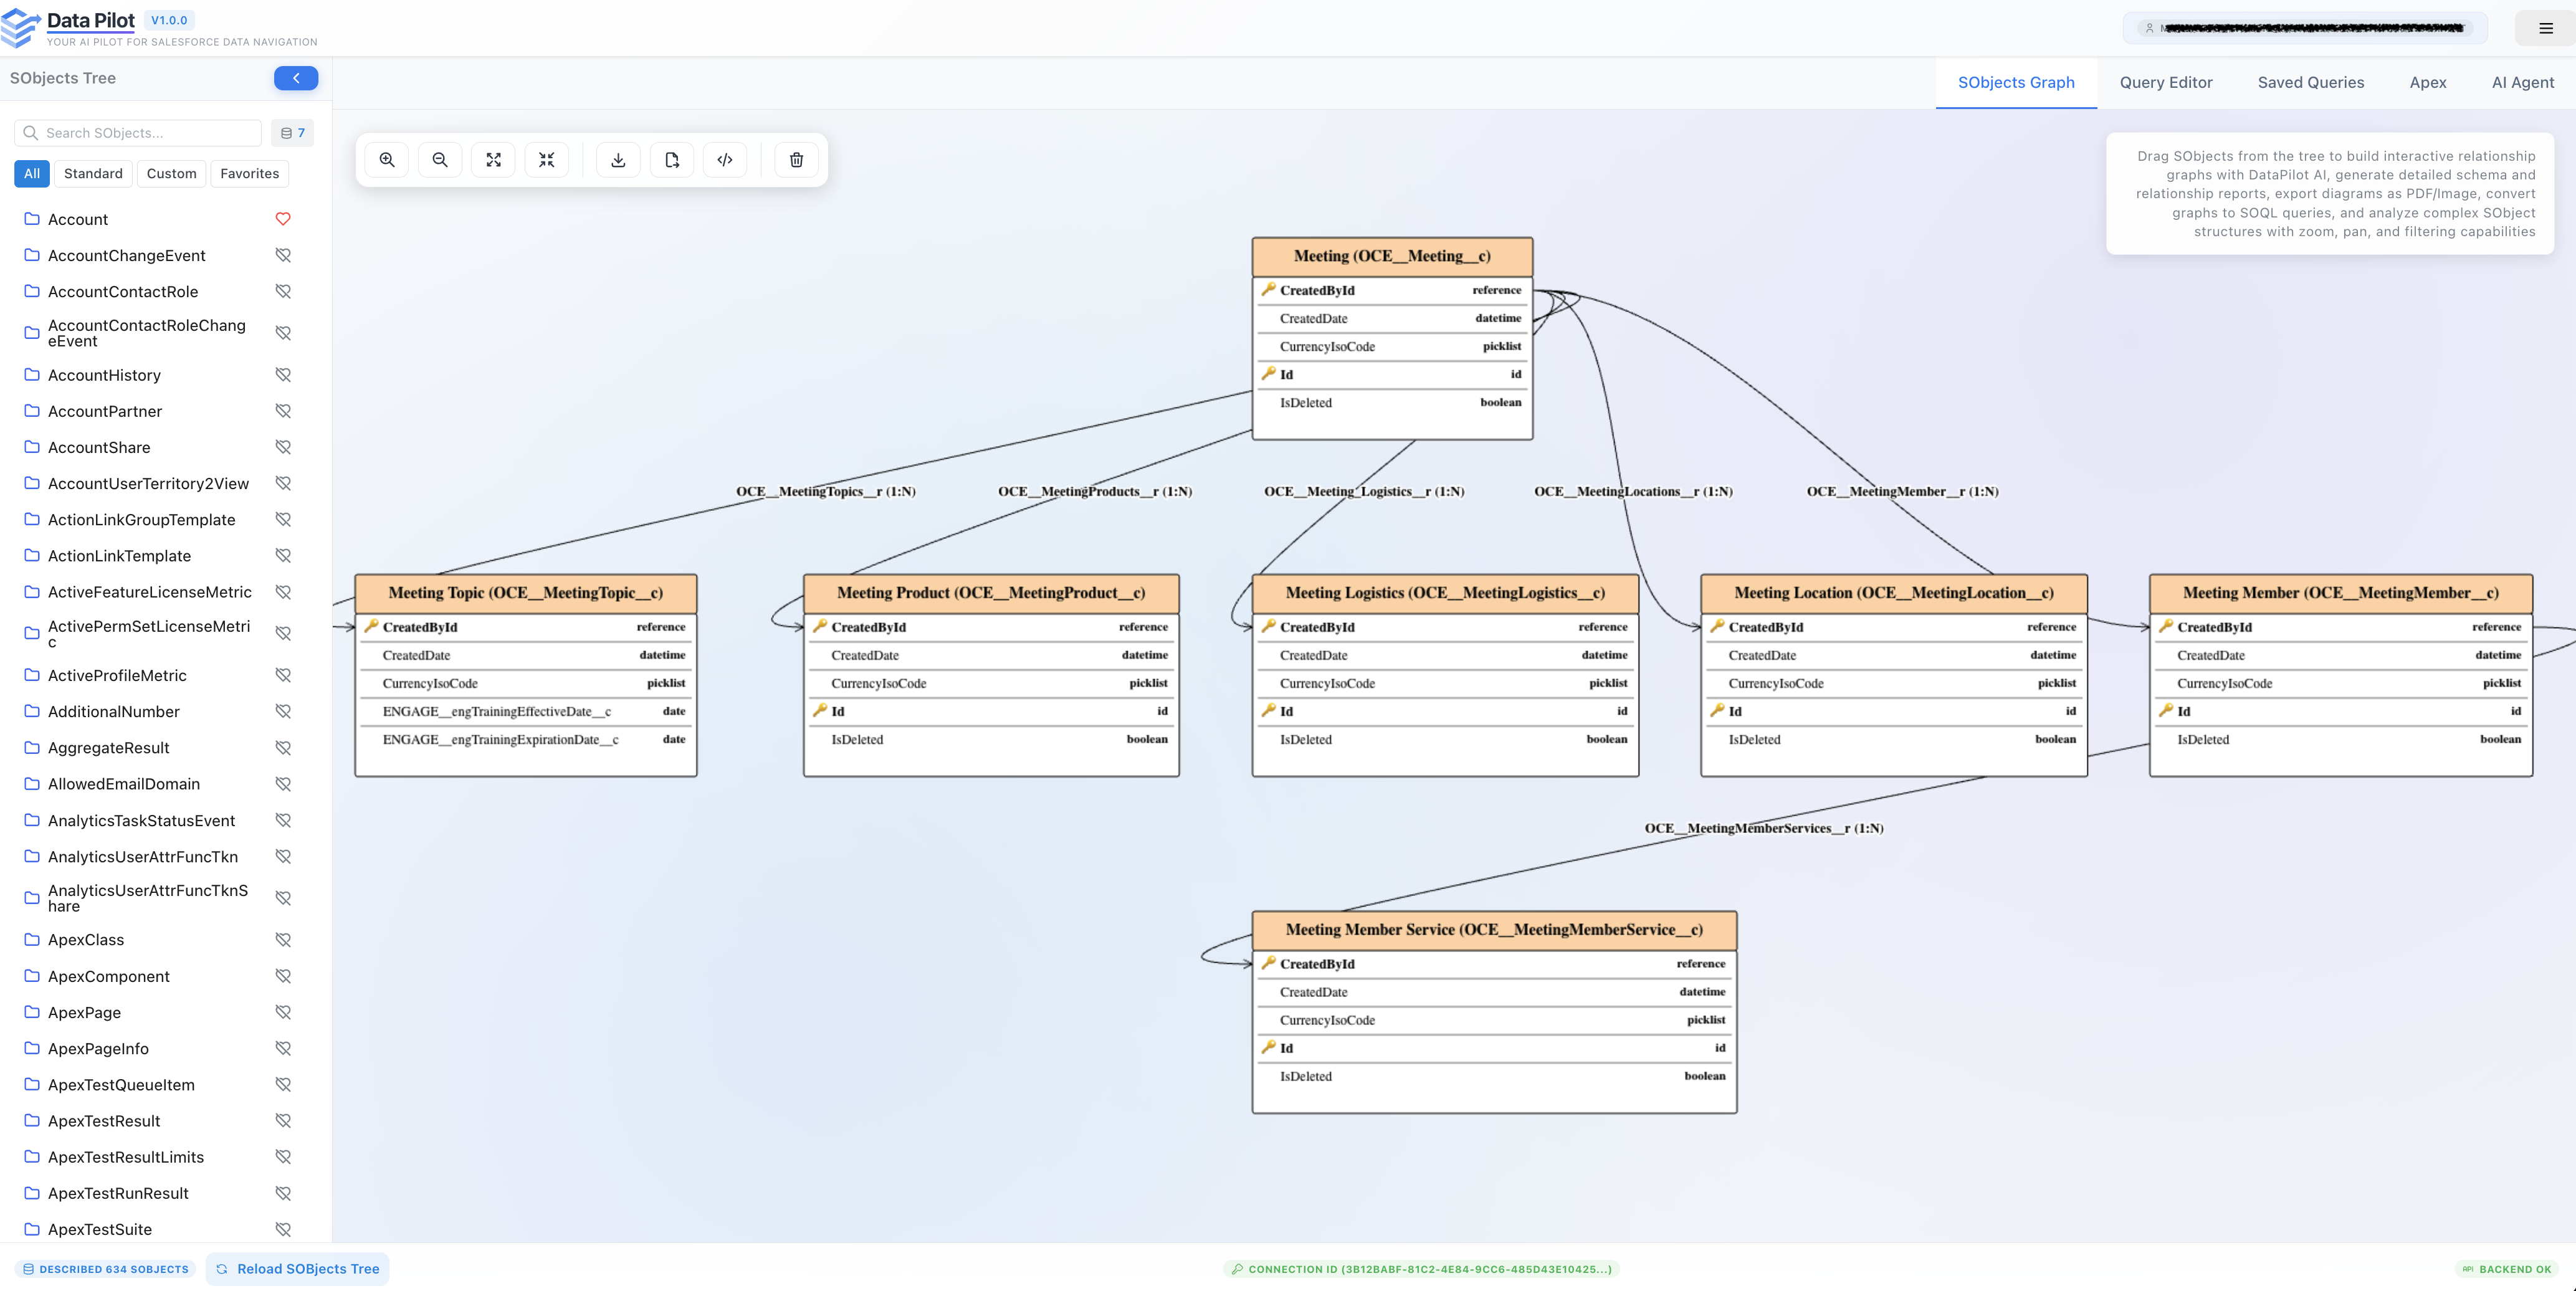 Data Pilot V1.0.0
YOUR AI PILOT FOR SALESFORCE DATA NAVIGATION
SObjects Tree
Search SObjects...
7
All Standard Custom Favorites
Account
AccountChangeEvent
AccountContactRole
AccountContactRoleChang
eEvent
AccountHistory
AccountPartner
AccountShare
AccountUserTerritory2View
ActionLinkGroupTemplate
ActionLinkTemplate
ActiveFeatureLicenseMetric
ActivePermSetLicenseMetri
c
ActiveProfileMetric
AdditionalNumber
AggregateResult
AllowedEmailDomain
AnalyticsTaskStatusEvent
AnalyticsUserAttrFuncTkn
AnalyticsUserAttrFuncTknS
hare
ApexClass
ApexComponent
ApexPage
ApexPageInfo
ApexTestQueueItem
ApexTestResult
ApexTestResultLimits
ApexTestRunResult
ApexTestSuite
SObjects Graph Query Editor Saved Queries Apex AI Agent
Drag SObjects from the tree to build interactive relationship
graphs with DataPilot AI, generate detailed schema and
relationship reports, export diagrams as PDF/Image, convert
graphs to SOQL queries, and analyze complex SObject
structures with zoom, pan, and filtering capabilities
Meeting (OCE__Meeting__c)
CreatedById reference
CreatedDate datetime
CurrencyIsoCode picklist
Id id
IsDeleted boolean
OCE__MeetingTopics__r (1:N)
OCE__MeetingProducts__r (1:N)
OCE__Meeting_Logistics__r (1:N)
OCE__MeetingLocations__r (1:N)
OCE__MeetingMember__r (1:N)
Meeting Topic (OCE__MeetingTopic__c)
CreatedById reference
CreatedDate datetime
CurrencyIsoCode picklist
ENGAGE__engTrainingEffectiveDate__c date
ENGAGE__engTrainingExpirationDate__c date
Meeting Product (OCE__MeetingProduct__c)
CreatedById reference
CreatedDate datetime
CurrencyIsoCode picklist
Id id
IsDeleted boolean
Meeting Logistics (OCE__MeetingLogistics__c)
CreatedById reference
CreatedDate datetime
CurrencyIsoCode picklist
Id id
IsDeleted boolean
Meeting Location (OCE__MeetingLocation__c)
CreatedById reference
CreatedDate datetime
CurrencyIsoCode picklist
Id id
IsDeleted boolean
Meeting Member (OCE__MeetingMember__c)
CreatedById reference
CreatedDate datetime
CurrencyIsoCode picklist
Id id
IsDeleted boolean
OCE__MeetingMemberServices__r (1:N)
Meeting Member Service (OCE__MeetingMemberService__c)
CreatedById reference
CreatedDate datetime
CurrencyIsoCode picklist
Id id
IsDeleted boolean
DESCRIBED 634 SOBJECTS
Reload SOBjects Tree
CONNECTION ID (3B12BABF-81C2-4E84-9CC6-485D43E10425...)
API BACKEND OK